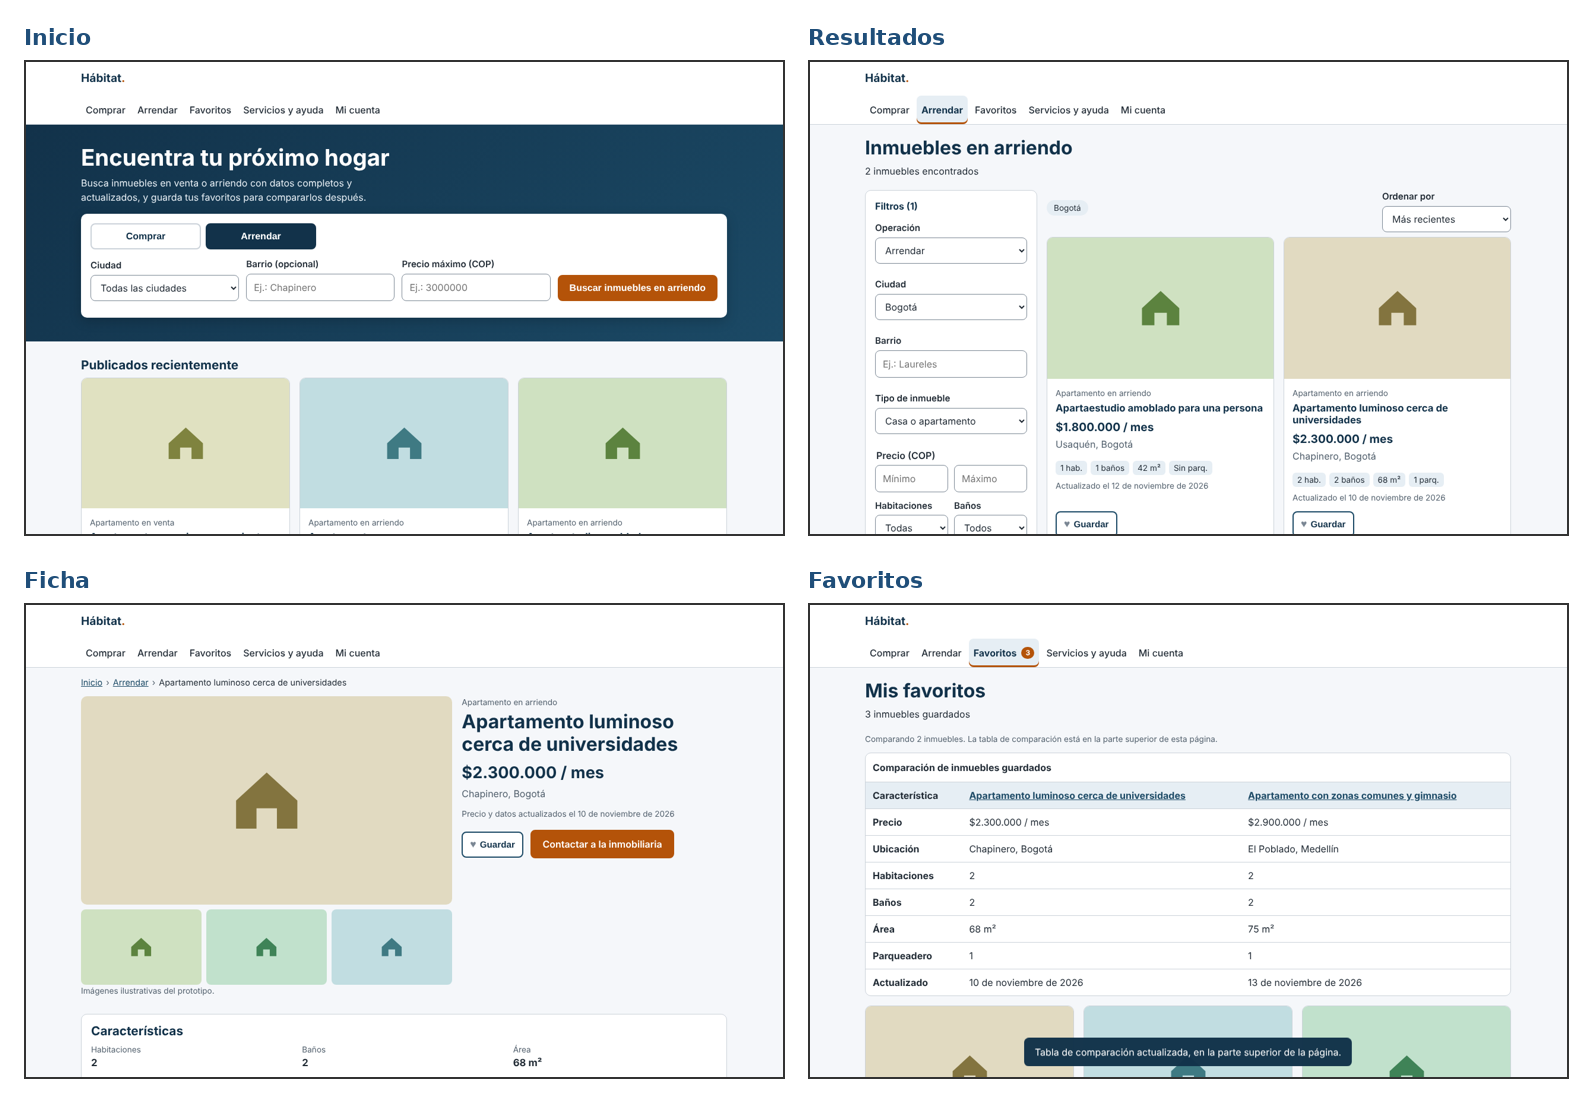 Inicio
Hábitat.
Comprar Arrendar Favoritos Servicios y ayuda Mi cuenta
Encuentra tu próximo hogar
Busca inmuebles en venta o arriendo con datos completos y
actualizados, y guarda tus favoritos para compararlos después.
Comprar Arrendar
Ciudad Barrio (opcional) Precio máximo (COP)
Todas las ciudades Ej.: Chapinero Ej.: 3000000 Buscar inmuebles en arriendo
Publicados recientemente
Apartamento en venta Apartamento en arriendo Apartamento en arriendo
Resultados
Hábitat.
Comprar Arrendar Favoritos Servicios y ayuda Mi cuenta
Inmuebles en arriendo
2 inmuebles encontrados
Filtros (1)
Operación
Arrendar
Ciudad
Bogotá
Barrio
Ej.: Laureles
Tipo de inmueble
Casa o apartamento
Precio (COP)
Mínimo Máximo
Habitaciones Baños
Todas Todos
Bogotá
Ordenar por
Más recientes
Apartamento en arriendo
Apartaestudio amoblado para una persona
$1.800.000 / mes
Usaquén, Bogotá
1 hab. 1 baños 42 m² Sin parq.
Actualizado el 12 de noviembre de 2026
♥ Guardar
Apartamento en arriendo
Apartamento luminoso cerca de
universidades
$2.300.000 / mes
Chapinero, Bogotá
2 hab. 2 baños 68 m² 1 parq.
Actualizado el 10 de noviembre de 2026
♥ Guardar
Ficha
Hábitat.
Comprar Arrendar Favoritos Servicios y ayuda Mi cuenta
Inicio › Arrendar › Apartamento luminoso cerca de universidades
Apartamento en arriendo
Apartamento luminoso
cerca de universidades
$2.300.000 / mes
Chapinero, Bogotá
Precio y datos actualizados el 10 de noviembre de 2026
♥ Guardar Contactar a la inmobiliaria
Imágenes ilustrativas del prototipo.
Características
Habitaciones Baños Área
2 2 68 m²
Favoritos
Hábitat.
Comprar Arrendar Favoritos 3 Servicios y ayuda Mi cuenta
Mis favoritos
3 inmuebles guardados
Comparando 2 inmuebles. La tabla de comparación está en la parte superior de esta página.
Comparación de inmuebles guardados
Característica Apartamento luminoso cerca de universidades Apartamento con zonas comunes y gimnasio
Precio $2.300.000 / mes $2.900.000 / mes
Ubicación Chapinero, Bogotá El Poblado, Medellín
Habitaciones 2 2
Baños 2 2
Área 68 m² 75 m²
Parqueadero 1 1
Actualizado 10 de noviembre de 2026 13 de noviembre de 2026
Tabla de comparación actualizada, en la parte superior de la página.